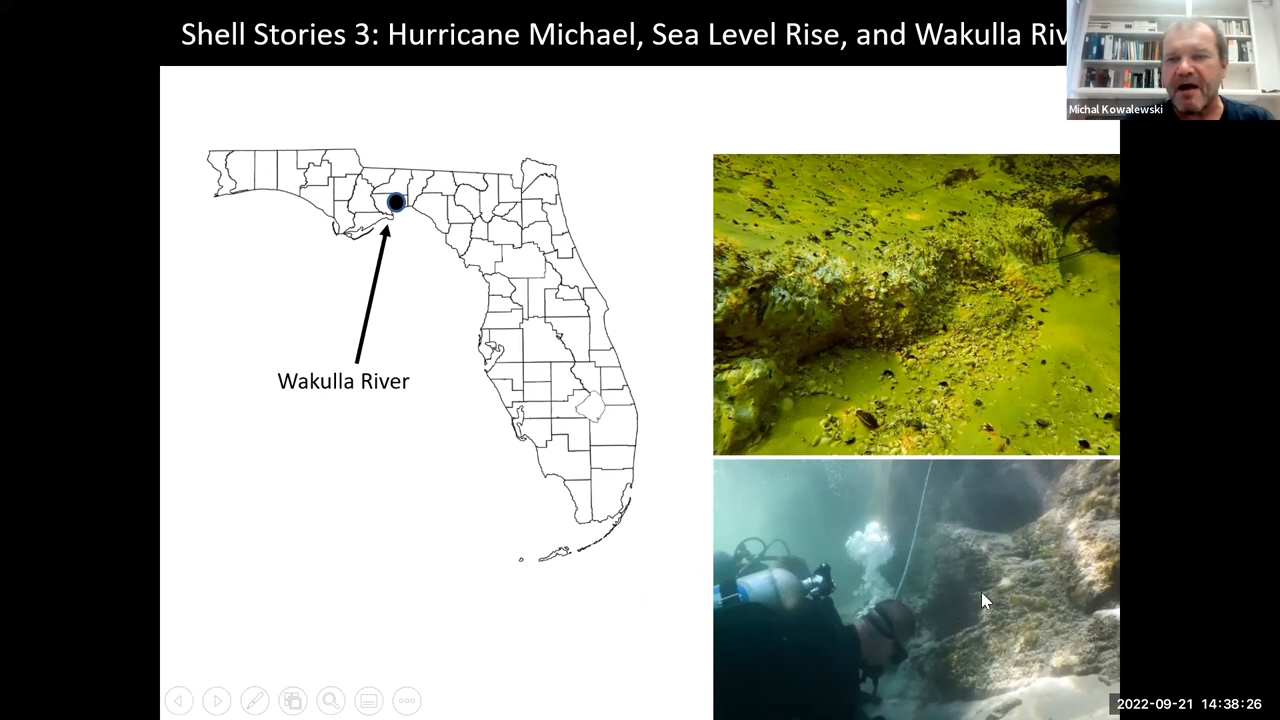 Shell Stories 3: Hurricane Michael, Sea Level Rise, and Wakulla Riv
Michal Kowalewski
Wakulla River
2022-09-21 14:38:26